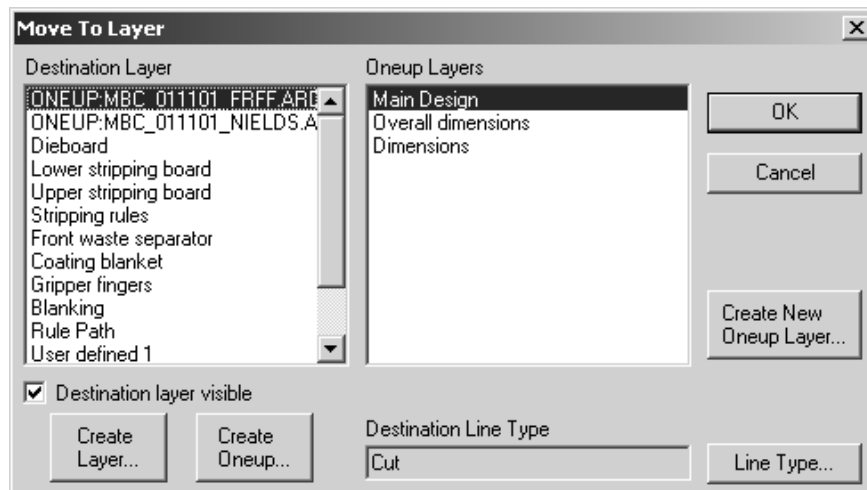 Move To Layer
Destination Layer
ONEUP:MBC_011101_FRFF.ARD
ONEUP:MBC_011101_NIELDS.A
Dieboard
Lower stripping board
Upper stripping board
Stripping rules
Front waste separator
Coating blanket
Gripper fingers
Blanking
Rule Path
User defined 1
Oneup Layers
Main Design
Overall dimensions
Dimensions
OK
Cancel
Create New
Oneup Layer...
Destination layer visible
Create
Layer...
Create
Oneup...
Destination Line Type
Cut
Line Type...